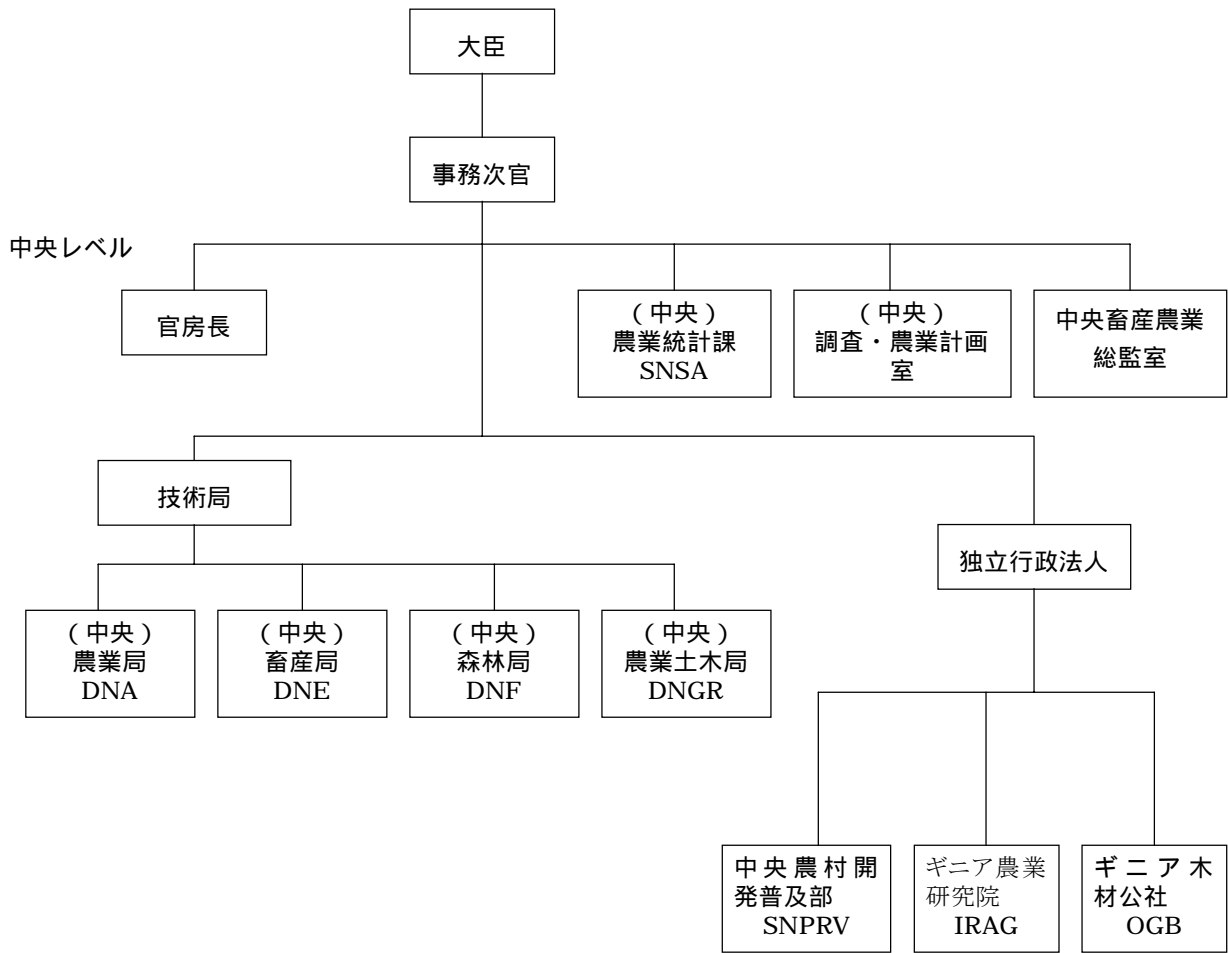 大臣
事務次官
中央レベル
官房長
(中央)
農業統計課
SNSA
(中央)
調査・農業計画
室
中央畜産農業
総監室
技術局
独立行政法人
(中央)
農業局
DNA
(中央)
畜産局
DNE
(中央)
森林局
DNF
(中央)
農業土木局
DNGR
中央農村開
発普及部
SNPRV
ギニア農業
研究院
IRAG
ギニア木
材公社
OGB